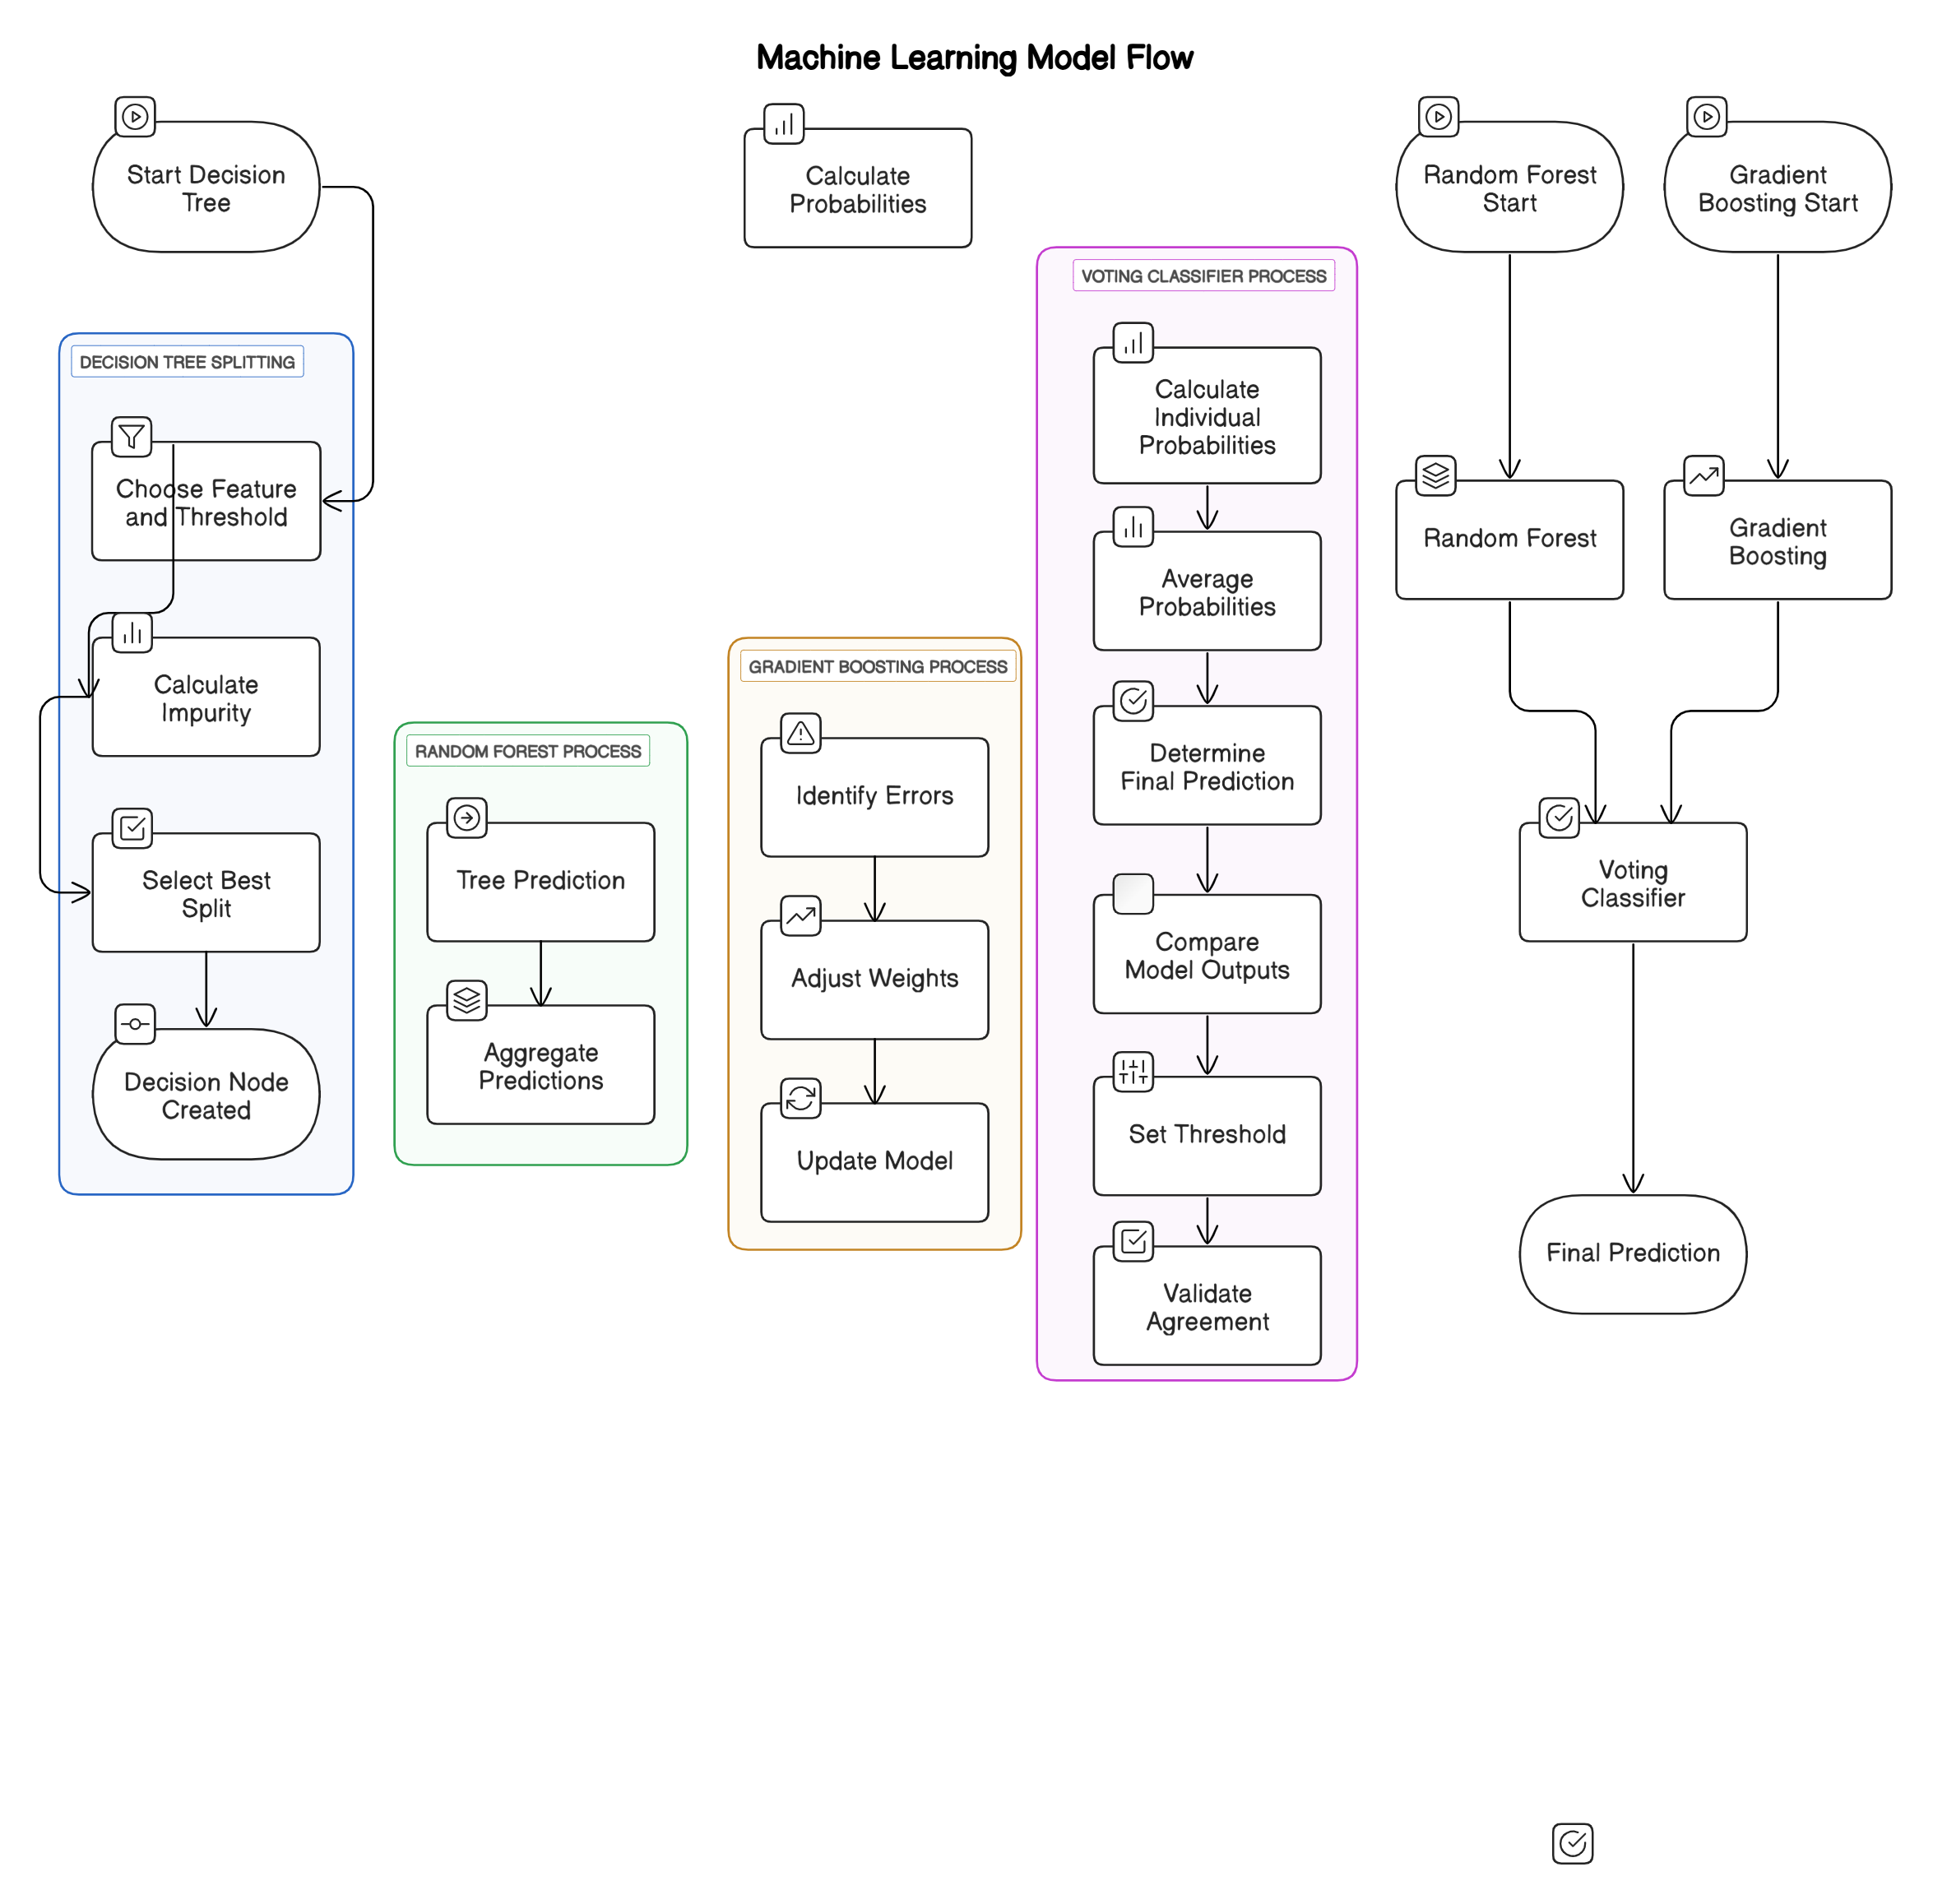 Machine Learning Model Flow
Start Decision
Tree
Calculate
Probabilities
Random Forest
Start
Gradient
Boosting Start
DECISION TREE SPLITTING
Choose Feature
and Threshold
Calculate
Impurity
Select Best
Split
Decision Node
Created
RANDOM FOREST PROCESS
Tree Prediction
Aggregate
Predictions
GRADIENT BOOSTING PROCESS
Identify Errors
Adjust Weights
Update Model
VOTING CLASSIFIER PROCESS
Calculate
Individual
Probabilities
Average
Probabilities
Determine
Final Prediction
Compare
Model Outputs
Set Threshold
Validate
Agreement
Random Forest
Gradient
Boosting
Voting
Classifier
Final Prediction